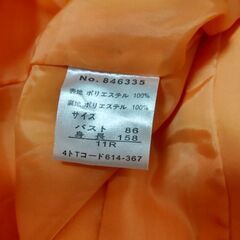 No. 846335
表地 ポリエステル 100%
裏地 ポリエステル 100%
サイズ
バスト 86
身長 158
11R
4トTコード614-367